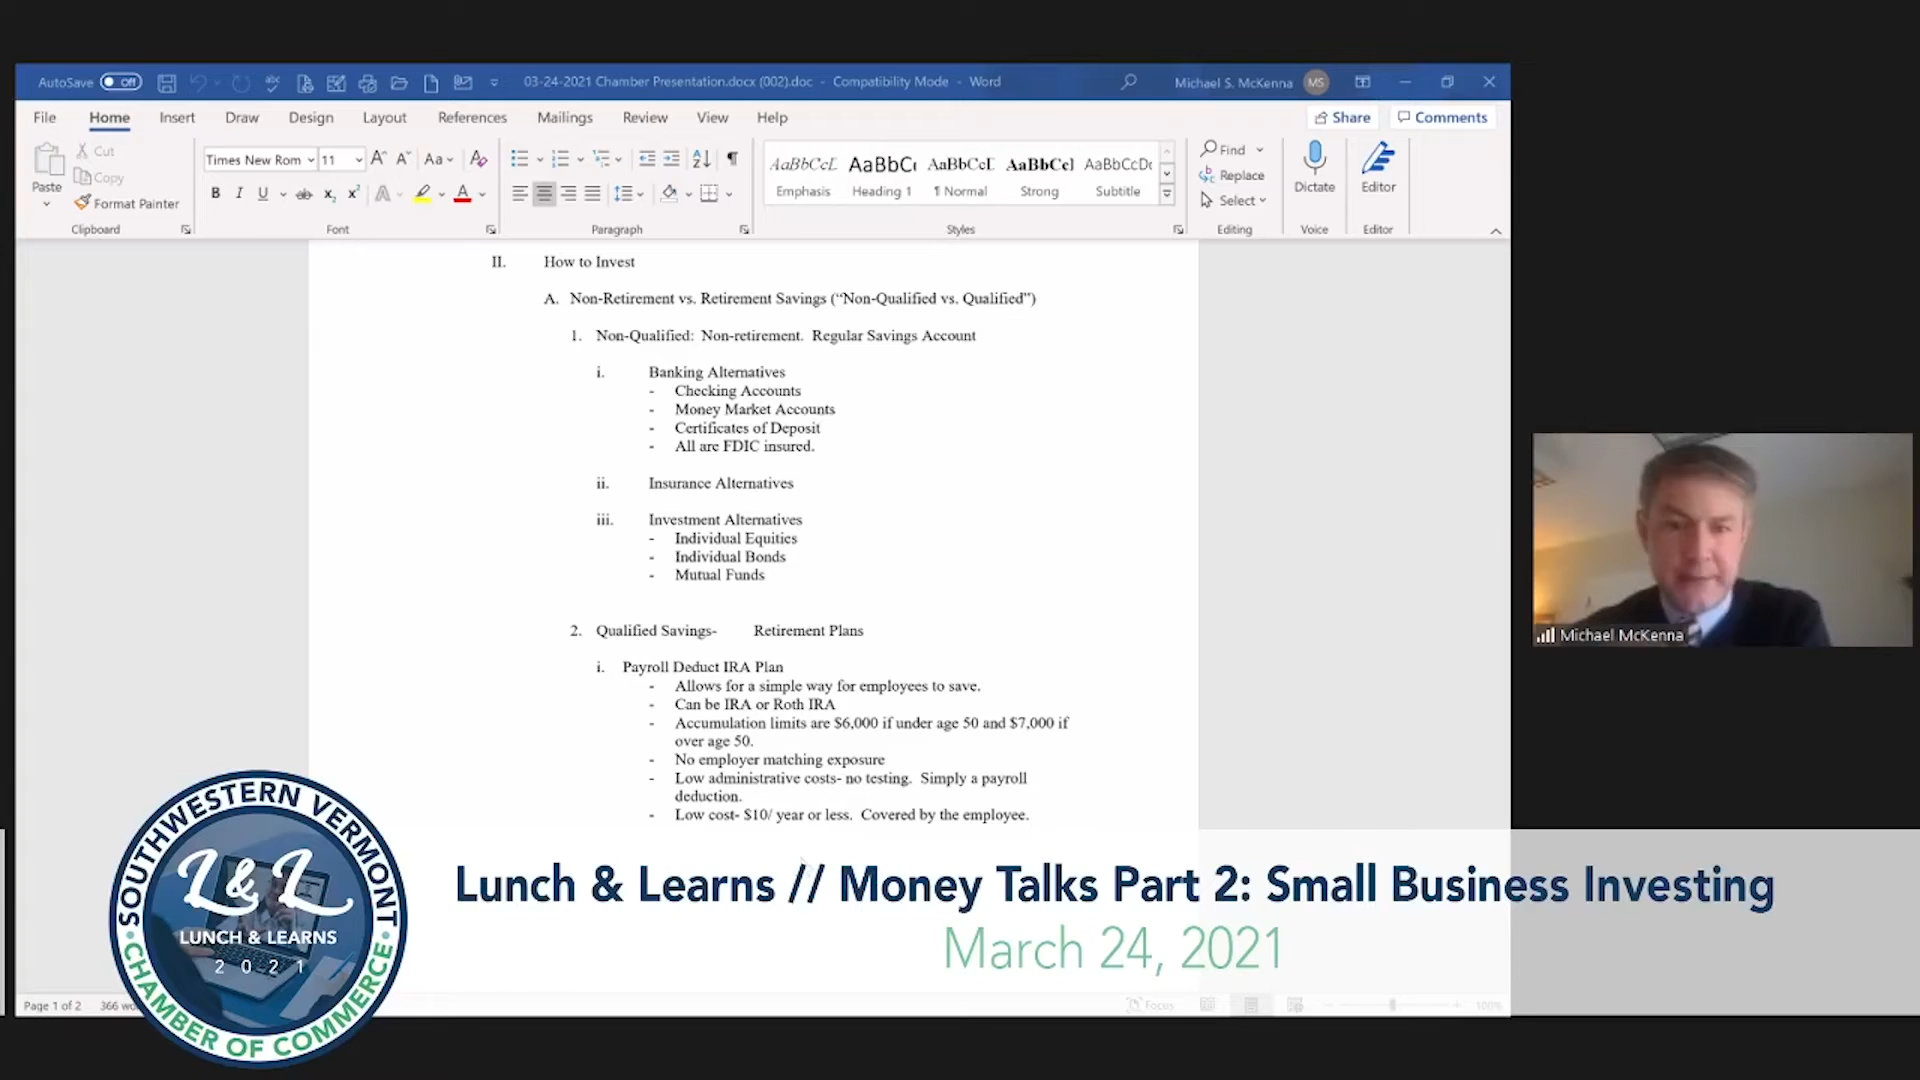 AutoSave Off 03-24-2021 Chamber Presentation.docx (002).doc - Compatibility Mode - Word Michael S. McKenna MS
File Home Insert Draw Design Layout References Mailings Review View Help Share Comments
Paste Cut Copy Format Painter
Times New Rom 11 Aa
B I U ab x₂ x² A A
AaBbCcL AaBbC AaBbCcI AaBbCcl AaBbCcDc
Emphasis Heading 1 ¶ Normal Strong Subtitle
Find Replace Select
Dictate Editor
Clipboard Font Paragraph Styles Editing Voice Editor
II. How to Invest
A. Non-Retirement vs. Retirement Savings (“Non-Qualified vs. Qualified”)
1. Non-Qualified: Non-retirement. Regular Savings Account
i. Banking Alternatives
- Checking Accounts
- Money Market Accounts
- Certificates of Deposit
- All are FDIC insured.
ii. Insurance Alternatives
iii. Investment Alternatives
- Individual Equities
- Individual Bonds
- Mutual Funds
2. Qualified Savings- Retirement Plans
i. Payroll Deduct IRA Plan
- Allows for a simple way for employees to save.
- Can be IRA or Roth IRA
- Accumulation limits are $6,000 if under age 50 and $7,000 if
over age 50.
- No employer matching exposure
- Low administrative costs- no testing. Simply a payroll
deduction.
- Low cost- $10/ year or less. Covered by the employee.
Michael McKenna
SOUTHWESTERN VERMONT
L&L
LUNCH & LEARNS
2021
CHAMBER OF COMMERCE
Lunch & Learns // Money Talks Part 2: Small Business Investing
March 24, 2021
Page 1 of 2 366 Focus 100%